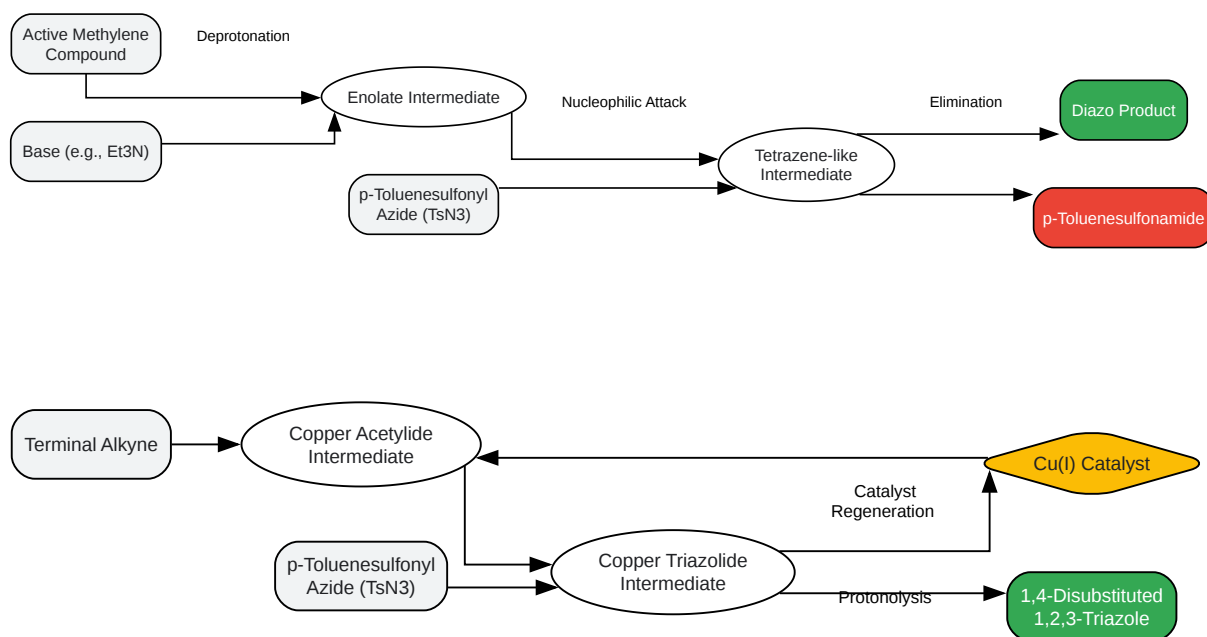 Active Methylene
Compound
Deprotonation
Base (e.g., Et3N)
Enolate Intermediate
Nucleophilic Attack
p-Toluenesulfonyl
Azide (TsN3)
Tetrazene-like
Intermediate
Elimination
Diazo Product
p-Toluenesulfonamide
Terminal Alkyne
Copper Acetylide
Intermediate
p-Toluenesulfonyl
Azide (TsN3)
Copper Triazolide
Intermediate
Catalyst
Regeneration
Cu(I) Catalyst
Protonolysis
1,4-Disubstituted
1,2,3-Triazole